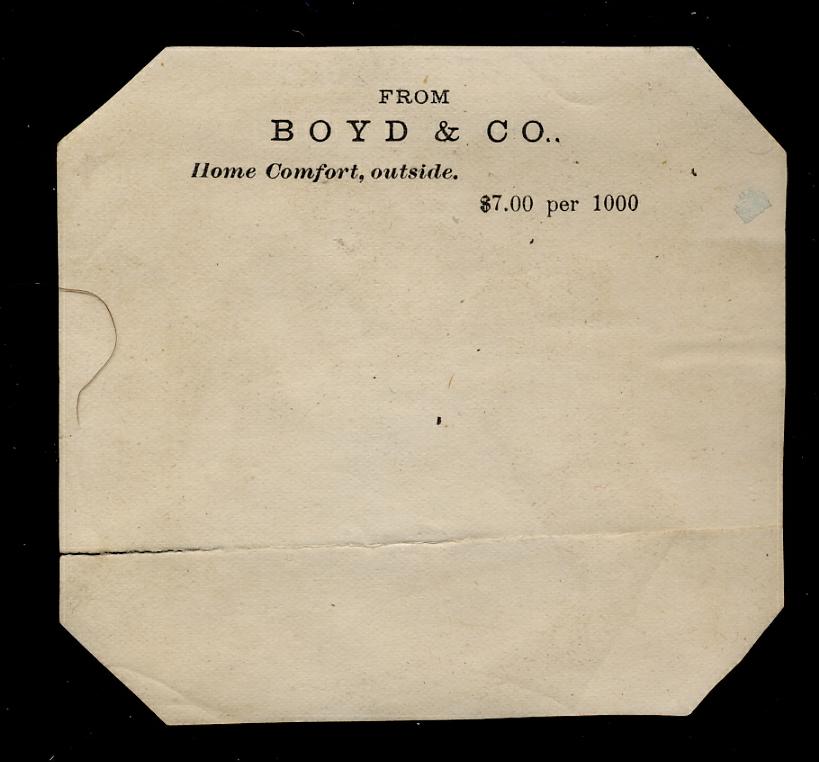 FROM
BOYD & CO.,
Home Comfort, outside.
$7.00 per 1000